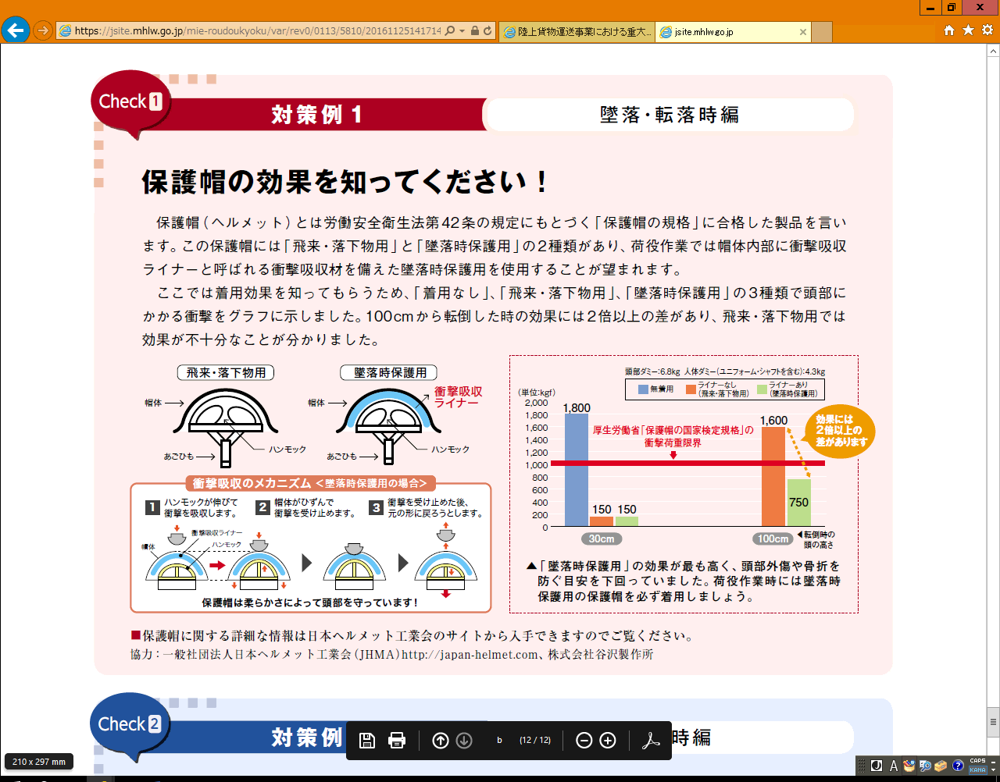 https://jsite.mhlw.go.jp/mie-roudoukyoku/var/rev0/0113/5810/20161125141714
陸上貨物運送事業における重大...
jsite.mhlw.go.jp
Check 1
対策例 1
墜落・転落時編
保護帽の効果を知ってください！
保護帽（ヘルメット）とは労働安全衛生法第42条の規定にもとづく「保護帽の規格」に合格した製品を言い
ます。この保護帽には「飛来・落下物用」と「墜落時保護用」の2種類があり、荷役作業では帽体内部に衝撃吸収
ライナーと呼ばれる衝撃吸収材を備えた墜落時保護用を使用することが望まれます。
ここでは着用効果を知ってもらうため、「着用なし」、「飛来・落下物用」、「墜落時保護用」の3種類で頭部に
かかる衝撃をグラフに示しました。100cmから転倒した時の効果には2倍以上の差があり、飛来・落下物用では
効果が不十分なことが分かりました。
飛来・落下物用
帽体
ハンモック
あごひも
墜落時保護用
衝撃吸収
ライナー
帽体
ハンモック
あごひも
衝撃吸収のメカニズム＜墜落時保護用の場合＞
1 ハンモックが伸びて
衝撃を吸収します。
2 帽体がひずんで
衝撃を受け止めます。
3 衝撃を受け止めた後、
元の形に戻ろうとします。
衝撃吸収ライナー
帽体
ハンモック
保護帽は柔らかさによって頭部を守っています！
頭部ダミー：6.8kg 人体ダミー（ユニフォーム・シャフトを含む）：4.3kg
無着用
ライナーなし
（飛来・落下物用）
ライナーあり
（墜落時保護用）
（単位：kgf）
2,000
1,800
1,600
1,400
1,200
1,000
800
600
400
200
0
1,800
150
150
1,600
750
厚生労働省「保護帽の国家検定規格」の
衝撃荷重限界
効果には
2倍以上の
差があります
30cm
100cm
◀転倒時の
頭の高さ
▲「墜落時保護用」の効果が最も高く、頭部外傷や骨折を
防ぐ目安を下回っていました。荷役作業時には墜落時
保護用の保護帽を必ず着用しましょう。
■保護帽に関する詳細な情報は日本ヘルメット工業会のサイトから入手できますのでご覧ください。
協力：一般社団法人日本ヘルメット工業会（JHMA）http://japan-helmet.com、株式会社谷沢製作所
Check 2
対策例
時編
b
(12 / 12)
210 x 297 mm
A
CAPS
KANA